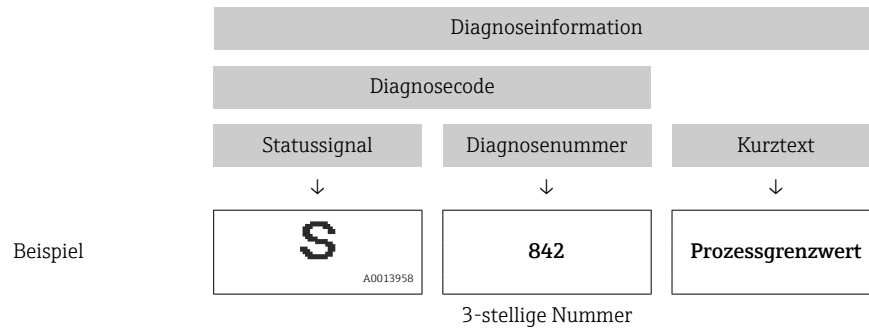 Diagnoseinformation
Diagnosecode
Statussignal Diagnosenummer Kurztext
↓ ↓ ↓
Beispiel S 842 Prozessgrenzwert
A0013958
3-stellige Nummer